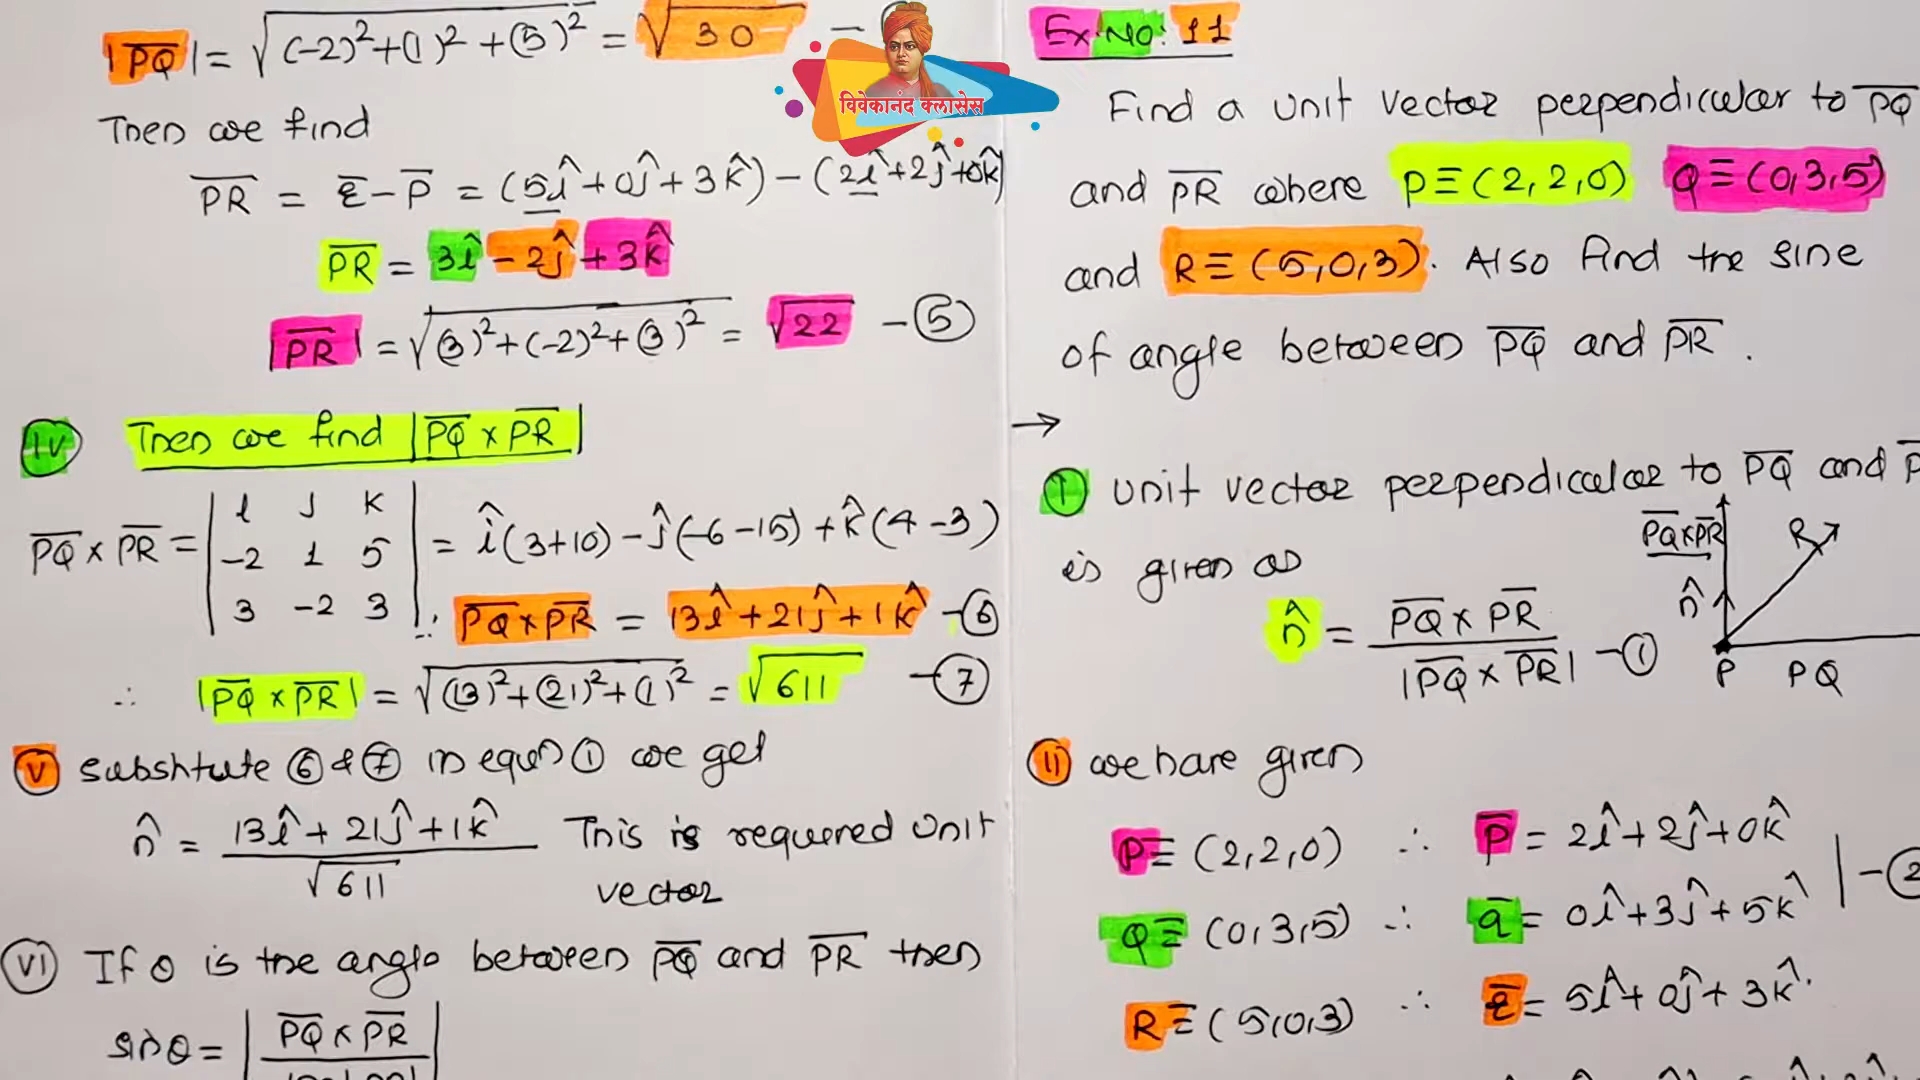 |PQ| = √(-2)²+(1)²+(5)² = √30 —
Then we find
PR = r̅ - P̅ = (5î+0ĵ+3k̂) - (2î+2ĵ+0k̂)
PR = 3î - 2ĵ + 3k̂
|PR| = √(3)²+(-2)²+(3)² = √22 - ⑤
iv Then we find |PQ × PR|
PQ × PR = | i j k | = î(3+10) - ĵ(-6-15) + k̂(4-3)
-2 1 5
3 -2 3
∴ PQ×PR = 13î+21ĵ+1k̂ -⑥
∴ |PQ × PR| = √(13)²+(21)²+(1)² = √611 -⑦
v substitute ⑥ & ⑦ in equn ① we get
n̂ = 13î + 21ĵ + 1k̂ / √611 This is required unit
vector
vi If θ is the angle between PQ and PR then
sinθ = | PQ × PR
विवेकानंद क्लासेस
Ex. No: 11
Find a unit vector perpendicular to PQ
and PR where P≡(2,2,0) Q≡(0,3,5)
and R≡(5,0,3). Also find the sine
of angle between PQ and PR.
→
I unit vector perpendicular to PQ and P
is given as
n̂ = PQ × PR / |PQ × PR| -①
PQ×PR
R
n̂
P PQ
II we have given
P≡(2,2,0) ∴ P̅ = 2î+2ĵ+0k̂
Q≡(0,3,5) ∴ q̅ = 0î+3ĵ+5k̂ | -②
R≡(5,0,3) ∴ r̅ = 5î+0ĵ+3k̂.